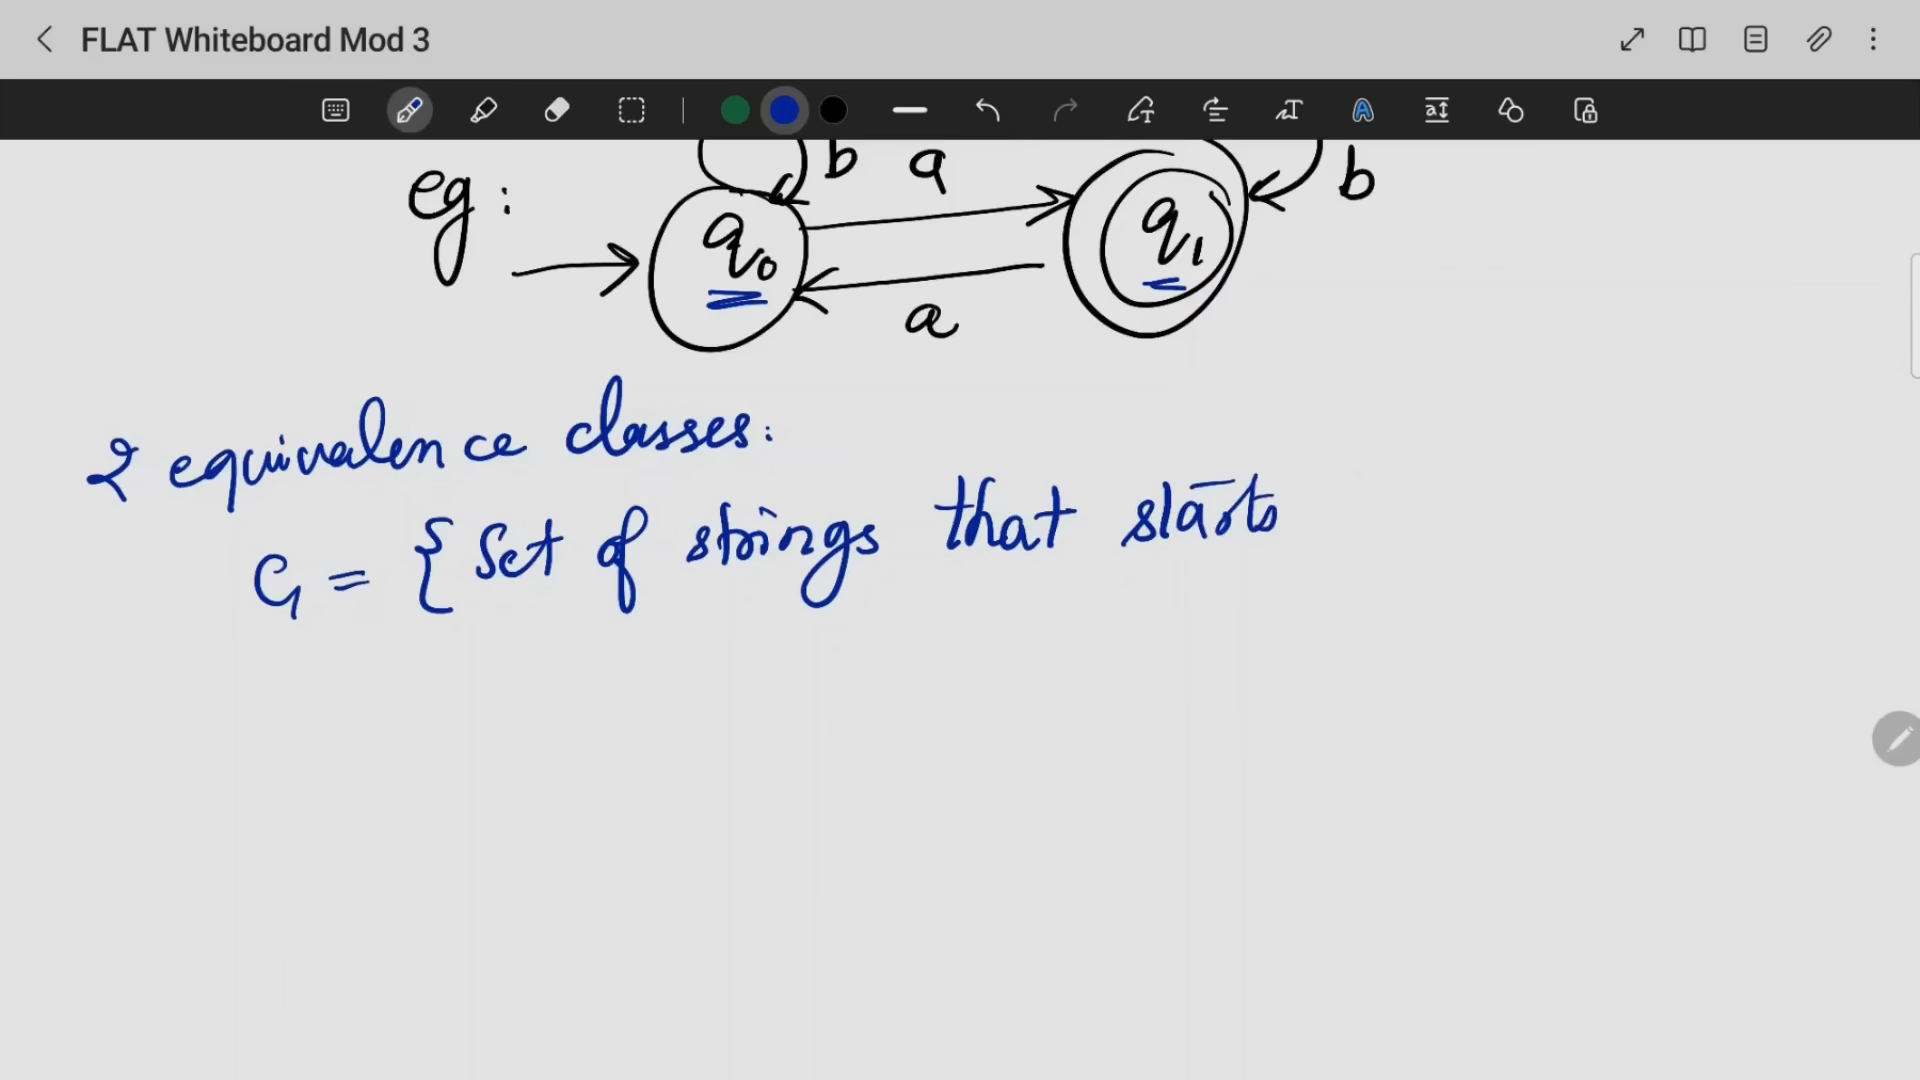 FLAT Whiteboard Mod 3
b a b
eg: q0 q1
a
2 equivalence classes:
C1 = { Set of strings that starts